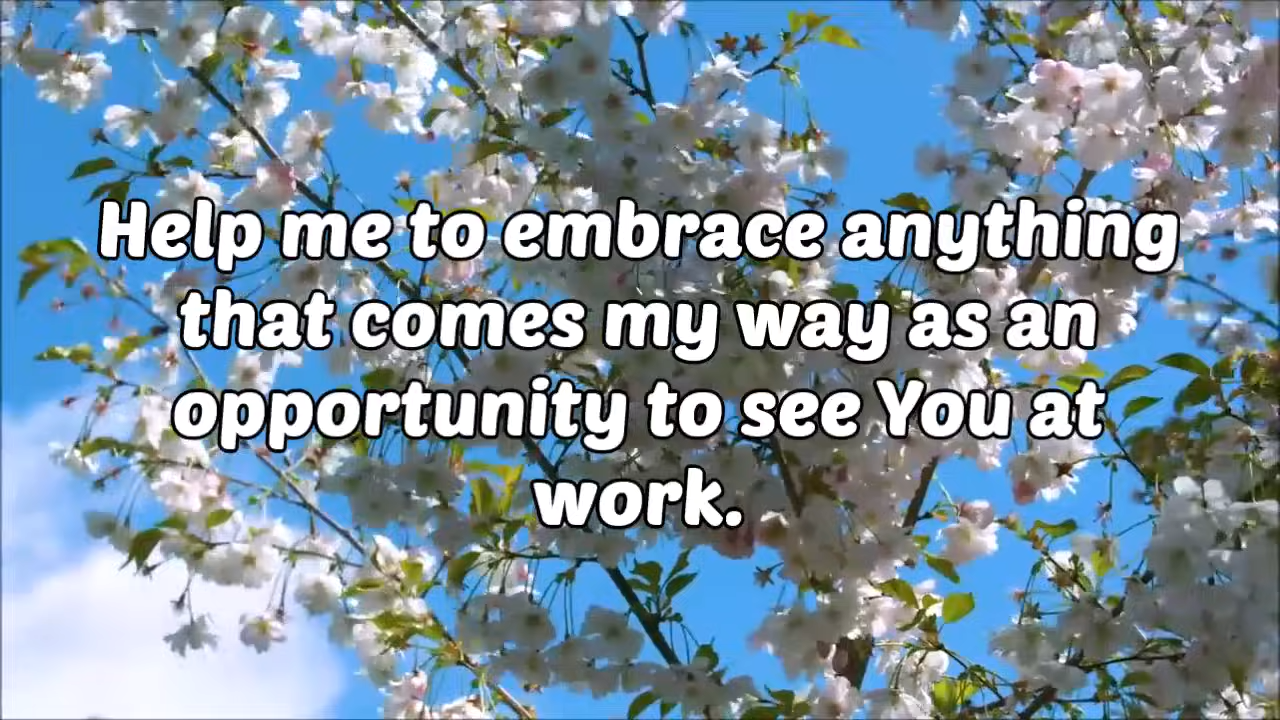 Help me to embrace anything
that comes my way as an
opportunity to see You at
work.